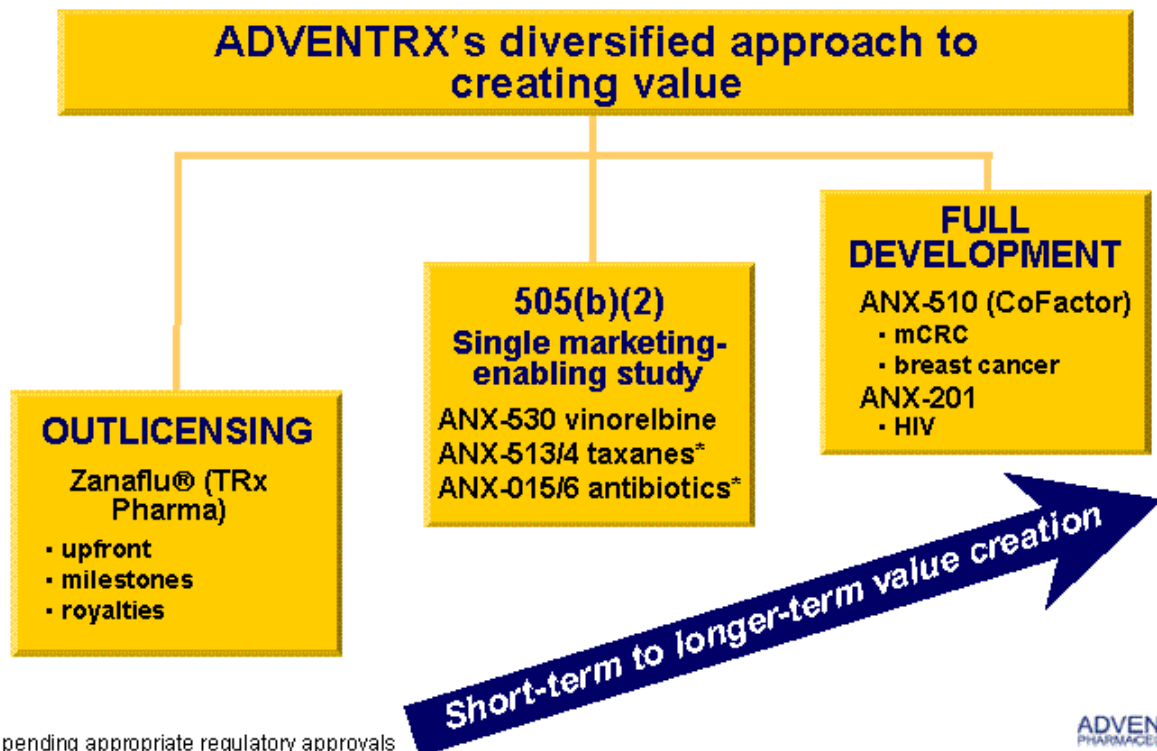 ADVENTRX's diversified approach to
creating value
OUTLICENSING
Zanaflu® (TRx
Pharma)
▪ upfront
▪ milestones
▪ royalties
505(b)(2)
Single marketing-
enabling study
ANX-530 vinorelbine
ANX-513/4 taxanes*
ANX-015/6 antibiotics*
FULL
DEVELOPMENT
ANX-510 (CoFactor)
▪ mCRC
▪ breast cancer
ANX-201
▪ HIV
Short-term to longer-term value creation
pending appropriate regulatory approvals
ADVEN